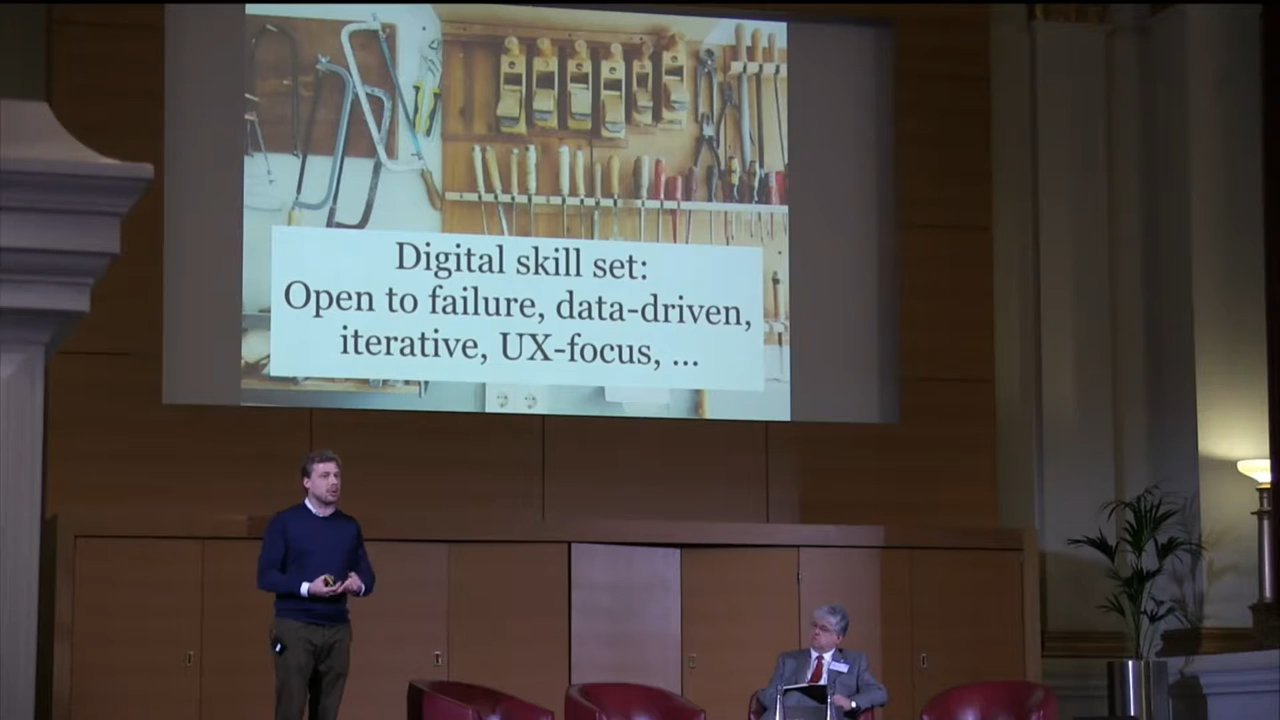 Digital skill set:
Open to failure, data-driven,
iterative, UX-focus, ...